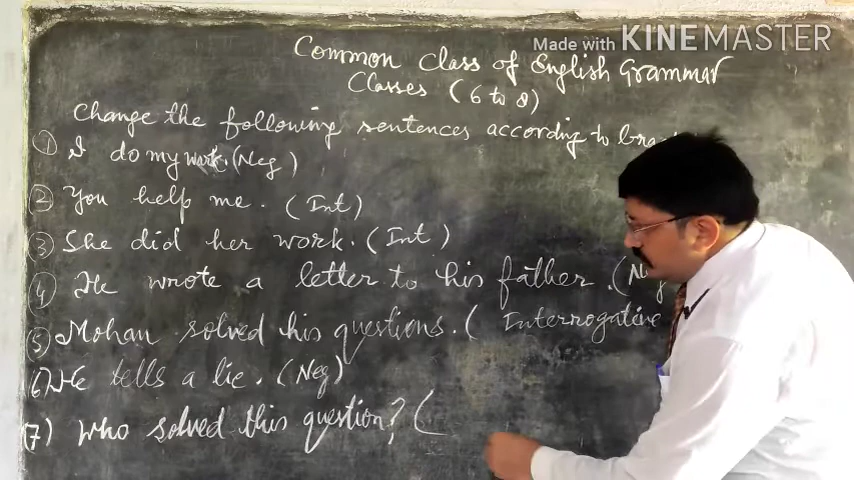 Made with KINEMASTER
Common Class of English Grammar
Classes (6 to 8)
Change the following sentences according to
① I do my work. (Neg)
② You help me. (Int)
③ She did her work. (Int)
④ He wrote a letter to his father. (
⑤ Mohan solved his questions. ( Interrogative
6) He tells a lie. (Neg)
(7) Who solved this question? (